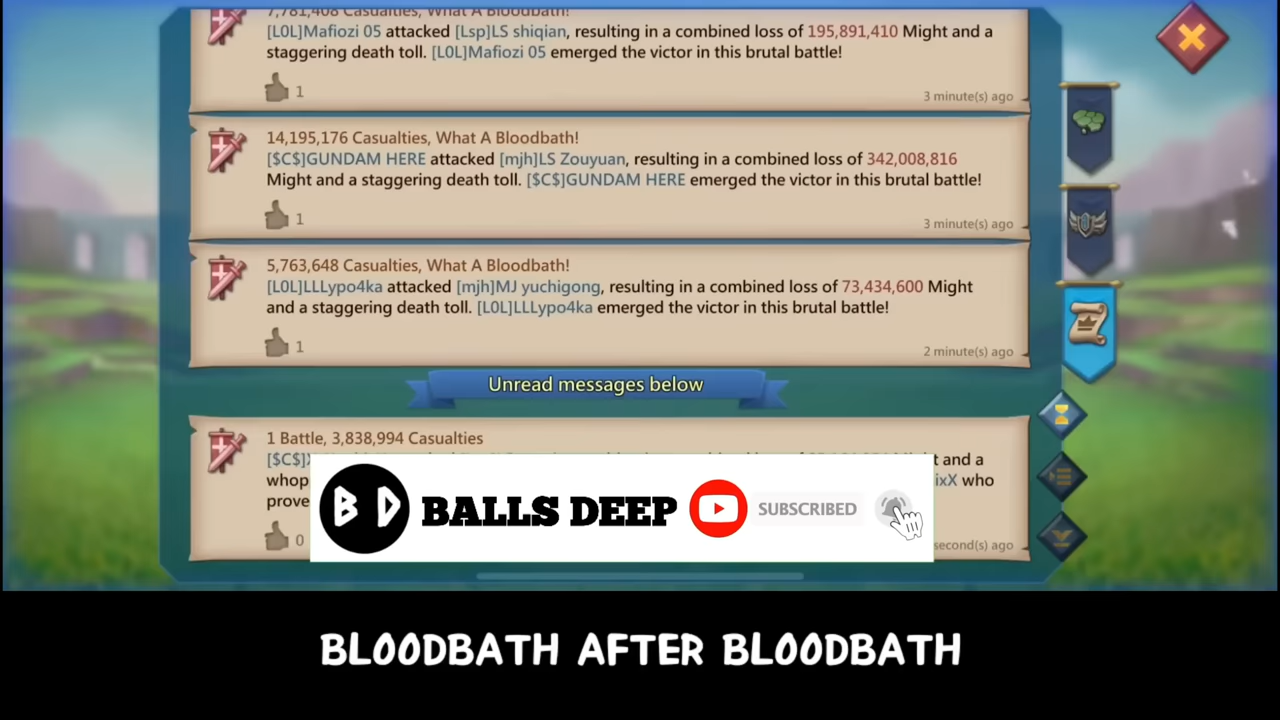 7,781,408 Casualties, What A Bloodbath!
[L0L]Mafiozi 05 attacked [Lsp]LS shiqian, resulting in a combined loss of 195,891,410 Might and a
staggering death toll. [L0L]Mafiozi 05 emerged the victor in this brutal battle!
1
3 minute(s) ago
14,195,176 Casualties, What A Bloodbath!
[$C$]GUNDAM HERE attacked [mjh]LS Zouyuan, resulting in a combined loss of 342,008,816
Might and a staggering death toll. [$C$]GUNDAM HERE emerged the victor in this brutal battle!
1
3 minute(s) ago
5,763,648 Casualties, What A Bloodbath!
[L0L]LLLypo4ka attacked [mjh]MJ yuchigong, resulting in a combined loss of 73,434,600 Might
and a staggering death toll. [L0L]LLLypo4ka emerged the victor in this brutal battle!
1
2 minute(s) ago
Unread messages below
1 Battle, 3,838,994 Casualties
[$C$] t and a
whop ixX who
prove
0
second(s) ago
BD BALLS DEEP SUBSCRIBED
BLOODBATH AFTER BLOODBATH